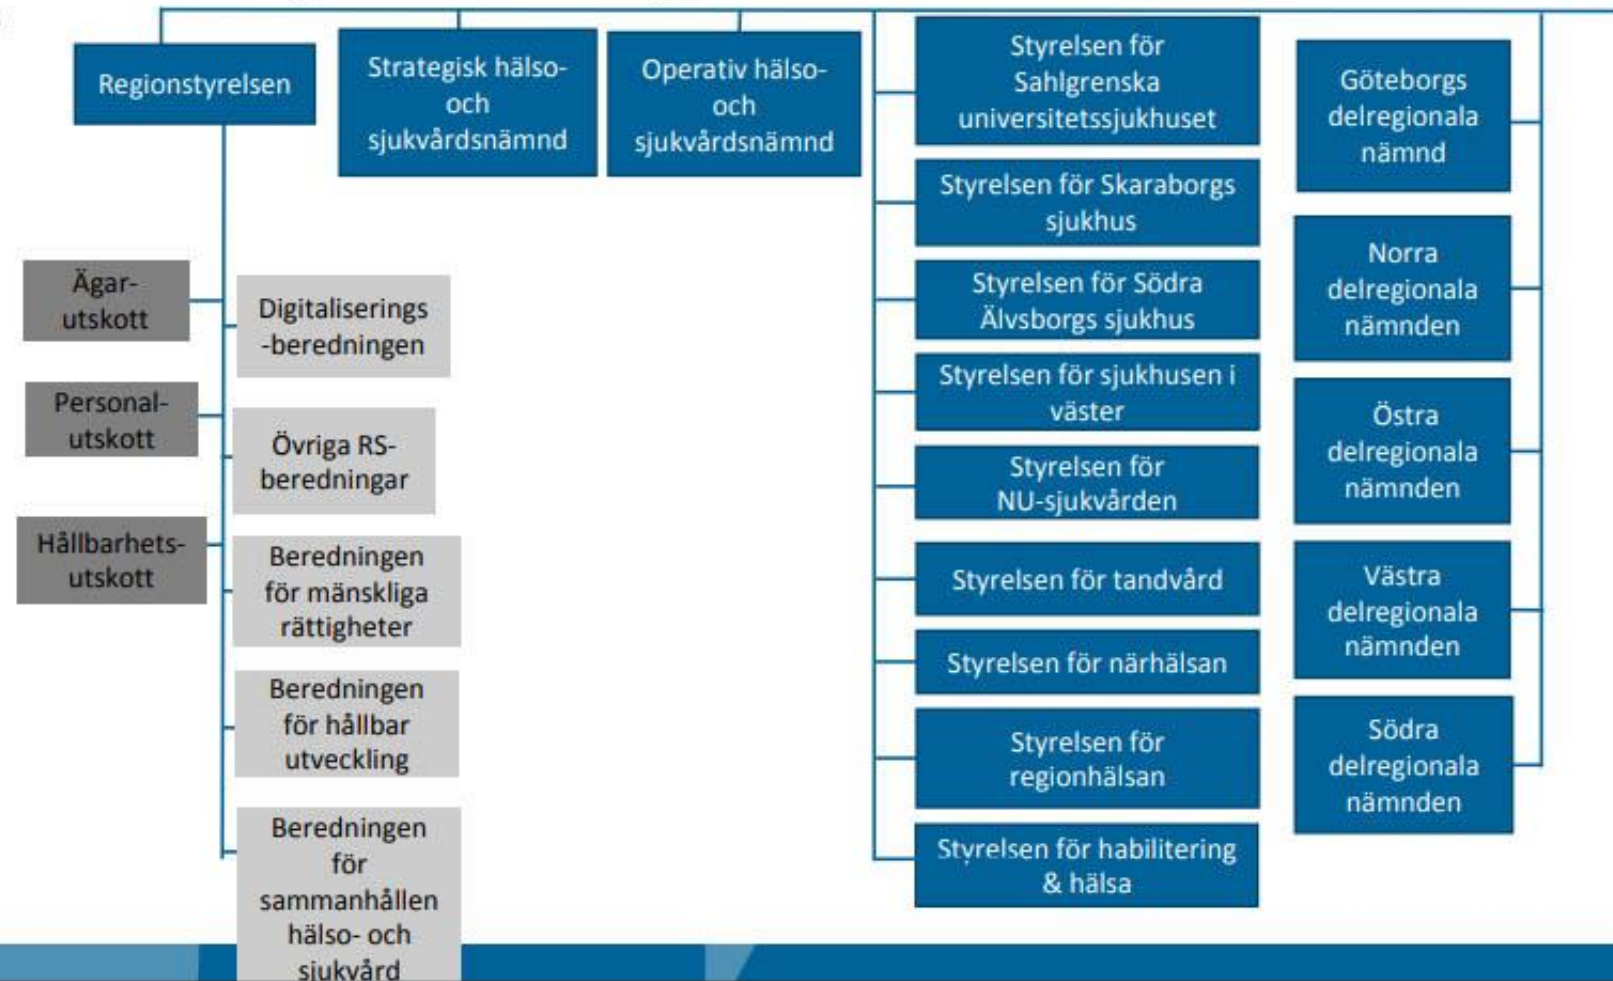 Regionstyrelsen
Strategisk hälso-
och
sjukvårdsnämnd
Operativ hälso-
och
sjukvårdsnämnd
Ägar-
utskott
Personal-
utskott
Hållbarhets-
utskott
Digitaliserings
-beredningen
Övriga RS-
beredningar
Beredningen
för mänskliga
rättigheter
Beredningen
för hållbar
utveckling
Beredningen
för
sammanhållen
hälso- och
sjukvård
Styrelsen för
Sahlgrenska
universitetssjukhuset
Styrelsen för Skaraborgs
sjukhus
Styrelsen för Södra
Älvsborgs sjukhus
Styrelsen för sjukhusen i
väster
Styrelsen för
NU-sjukvården
Styrelsen för tandvård
Styrelsen för närhälsan
Styrelsen för
regionhälsan
Styrelsen för habilitering
& hälsa
Göteborgs
delregionala
nämnd
Norra
delregionala
nämnden
Östra
delregionala
nämnden
Västra
delregionala
nämnden
Södra
delregionala
nämnden